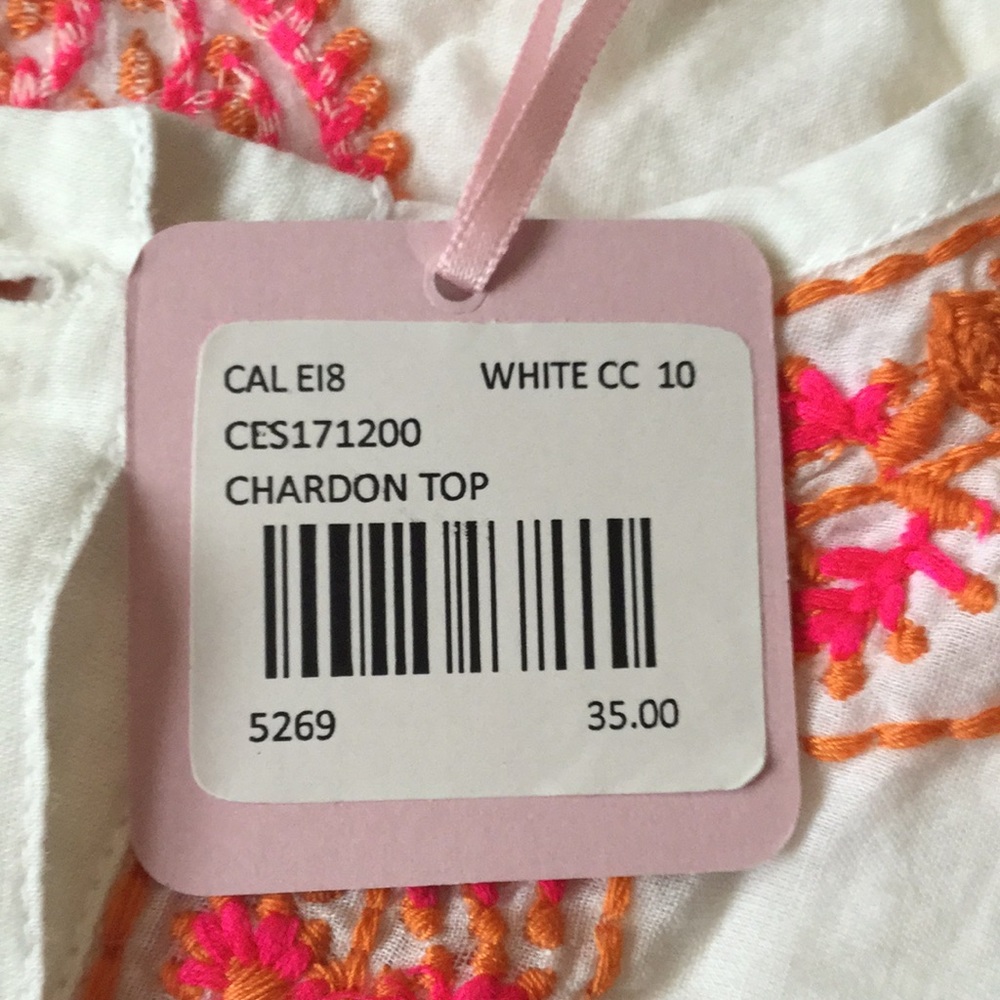 CAL EI8 WHITE CC 10
CES171200
CHARDON TOP
5269 35.00